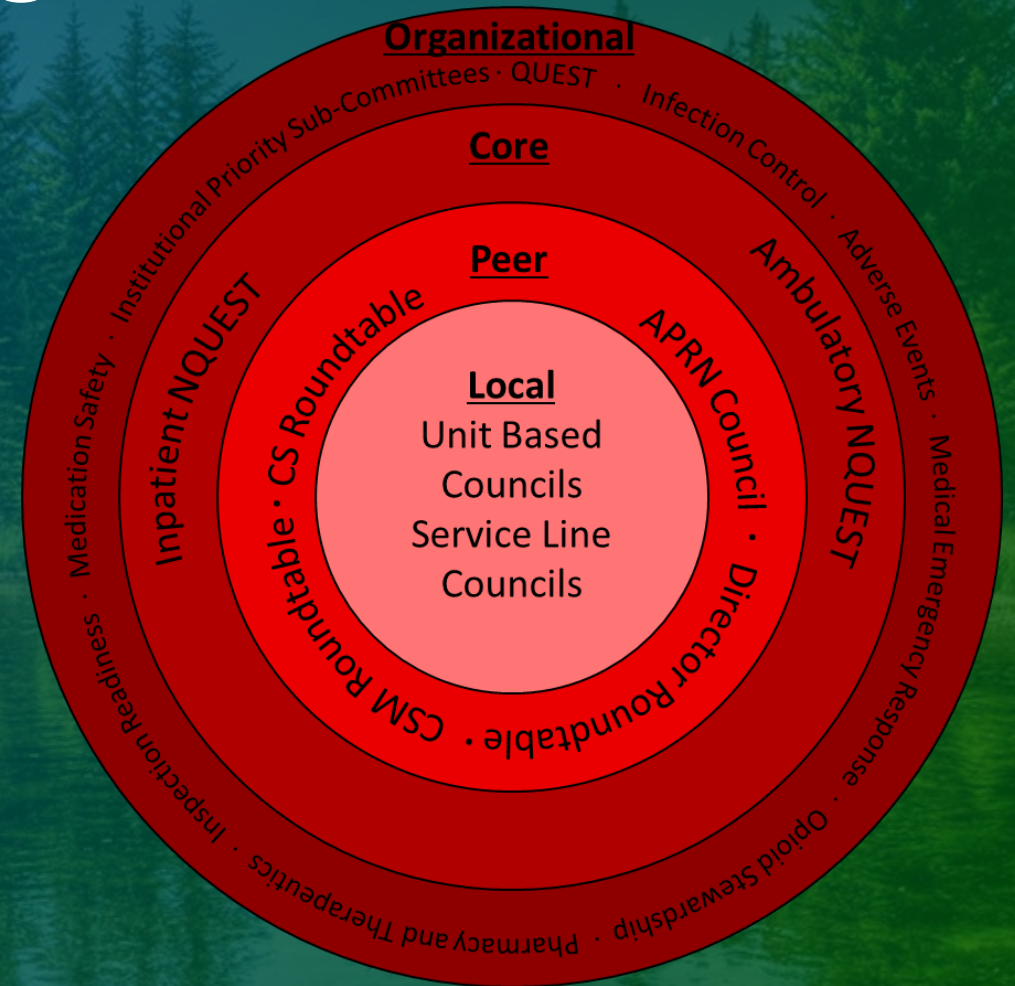 Organizational
QUEST · Infection Control · Adverse Events · Medical Emergency Response · Opioid Stewardship · Pharmacy and Therapeutics · Inspection Readiness · Medication Safety · Institutional Priority Sub-Committees ·
Core
Inpatient NQUEST
Ambulatory NQUEST
Peer
APRN Council · Director Roundtable · CSM Roundtable · CS Roundtable
Local
Unit Based
Councils
Service Line
Councils